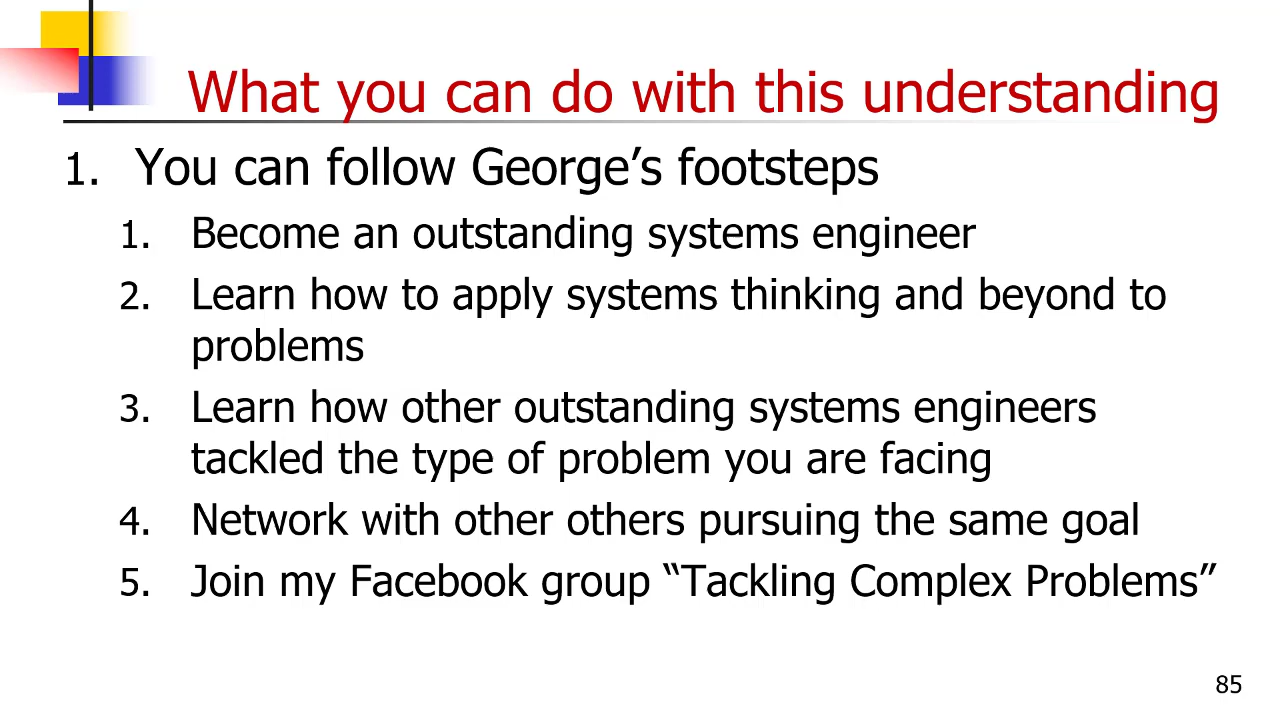 What you can do with this understanding
1. You can follow George’s footsteps
1. Become an outstanding systems engineer
2. Learn how to apply systems thinking and beyond to
problems
3. Learn how other outstanding systems engineers
tackled the type of problem you are facing
4. Network with other others pursuing the same goal
5. Join my Facebook group “Tackling Complex Problems”
85